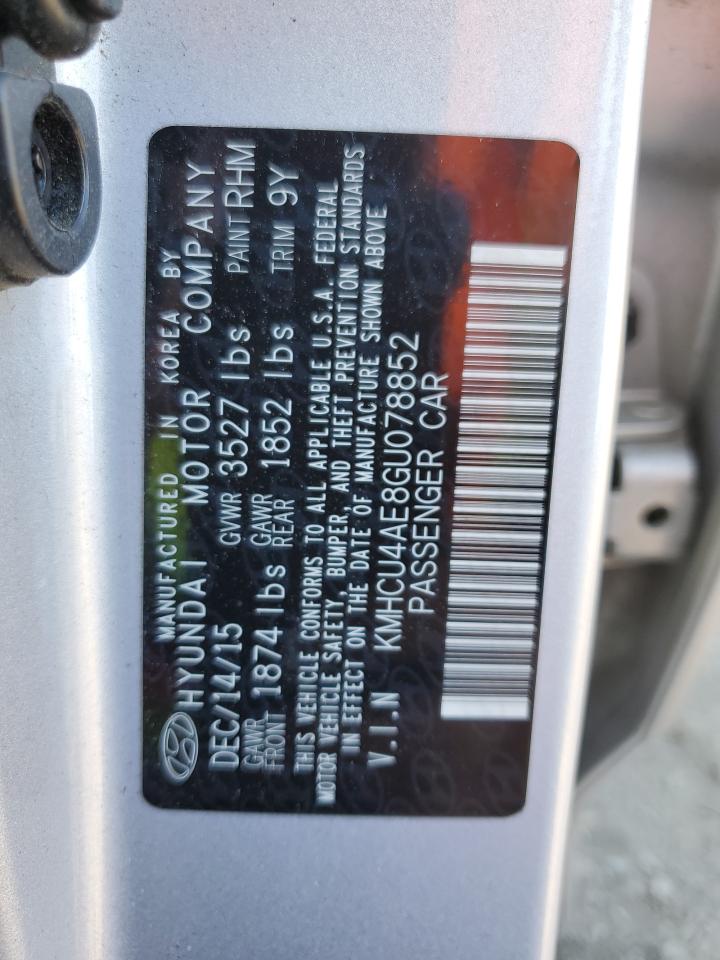 MANUFACTURED IN KOREA BY
HYUNDAI MOTOR COMPANY
DEC/14/15 GVWR 3527 lbs PAINT RHM
GAWR FRONT 1874 lbs GAWR REAR 1852 lbs TRIM 9Y
THIS VEHICLE CONFORMS TO ALL APPLICABLE U.S.A. FEDERAL
MOTOR VEHICLE SAFETY, BUMPER, AND THEFT PREVENTION STANDARDS
IN EFFECT ON THE DATE OF MANUFACTURE SHOWN ABOVE
V.I.N KMHCU4AE8GU078852
PASSENGER CAR